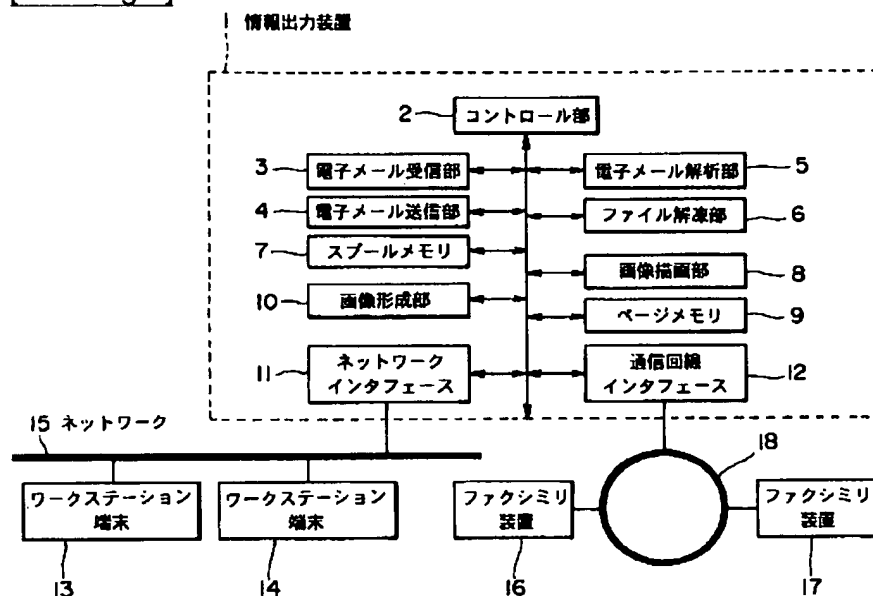 1 情報出力装置
2 コントロール部
3 電子メール受信部
電子メール解析部 5
4 電子メール送信部
ファイル解凍部 6
7 スプールメモリ
画像描画部 8
10 画像形成部
ページメモリ 9
11 ネットワーク
インタフェース
通信回線
インタフェース 12
15 ネットワーク
18
ワークステーション
端末
ワークステーション
端末
ファクシミリ
装置
ファクシミリ
装置
13
14
16
17